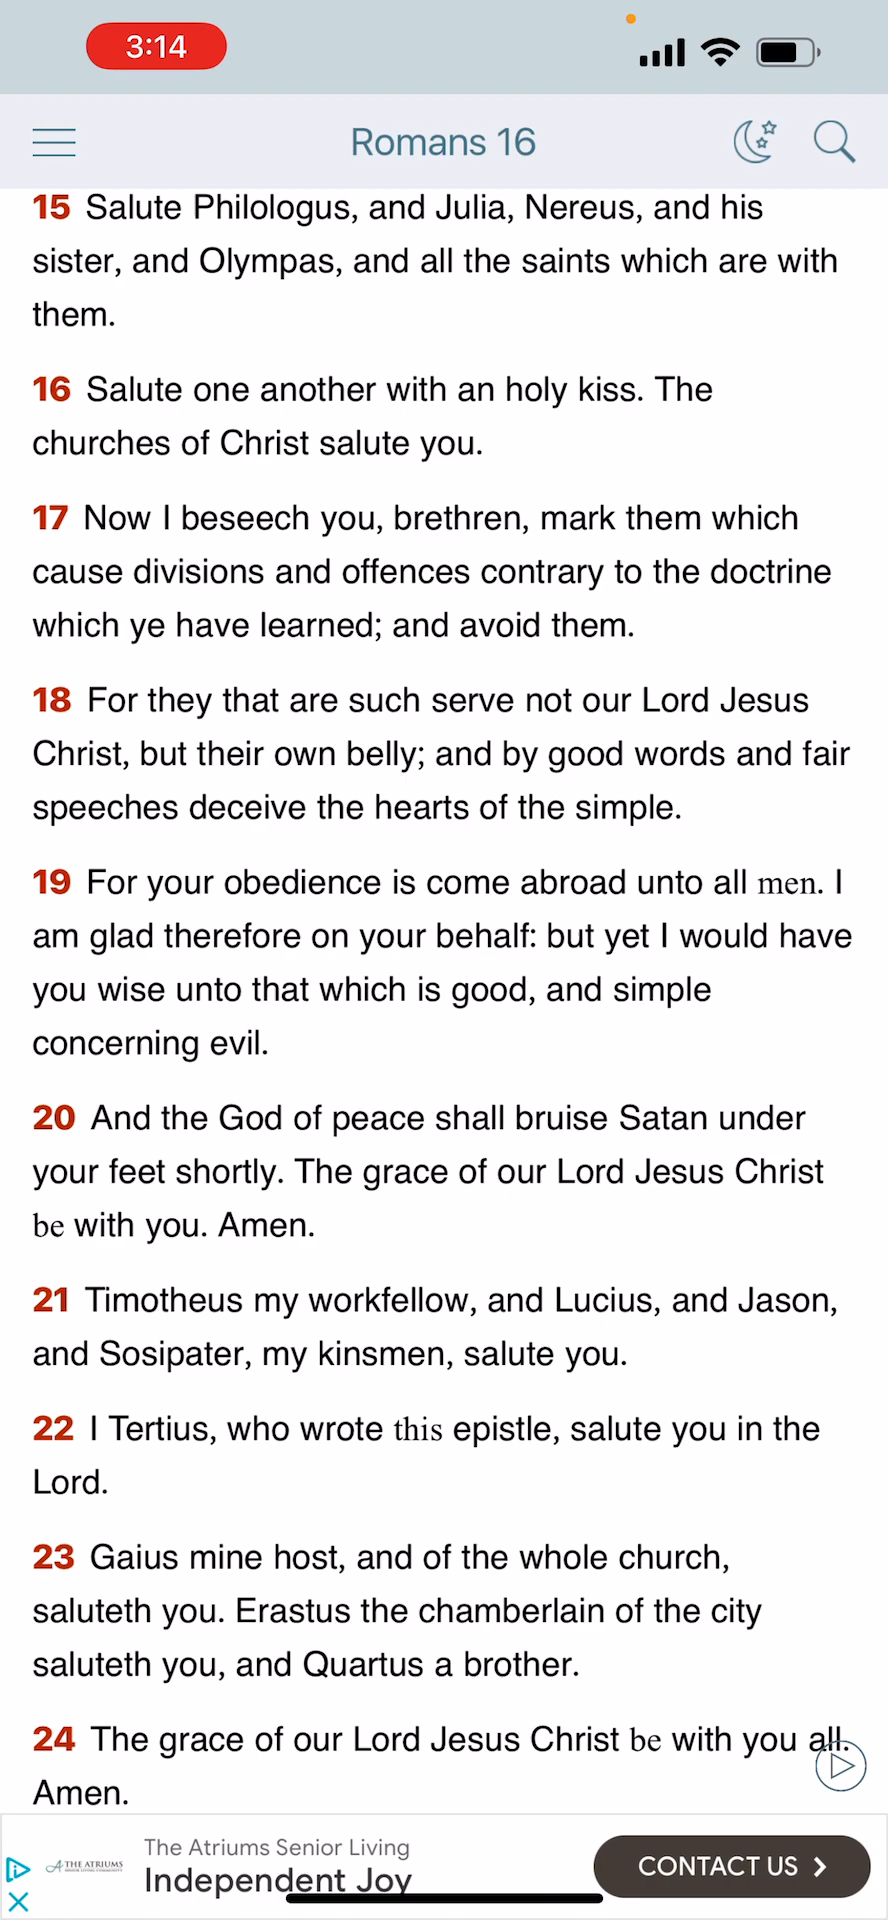 3:14
Romans 16
15 Salute Philologus, and Julia, Nereus, and his
sister, and Olympas, and all the saints which are with
them.
16 Salute one another with an holy kiss. The
churches of Christ salute you.
17 Now I beseech you, brethren, mark them which
cause divisions and offences contrary to the doctrine
which ye have learned; and avoid them.
18 For they that are such serve not our Lord Jesus
Christ, but their own belly; and by good words and fair
speeches deceive the hearts of the simple.
19 For your obedience is come abroad unto all men. I
am glad therefore on your behalf: but yet I would have
you wise unto that which is good, and simple
concerning evil.
20 And the God of peace shall bruise Satan under
your feet shortly. The grace of our Lord Jesus Christ
be with you. Amen.
21 Timotheus my workfellow, and Lucius, and Jason,
and Sosipater, my kinsmen, salute you.
22 I Tertius, who wrote this epistle, salute you in the
Lord.
23 Gaius mine host, and of the whole church,
saluteth you. Erastus the chamberlain of the city
saluteth you, and Quartus a brother.
24 The grace of our Lord Jesus Christ be with you all.
Amen.
The Atriums Senior Living
THE ATRIUMS
Independent Joy
CONTACT US